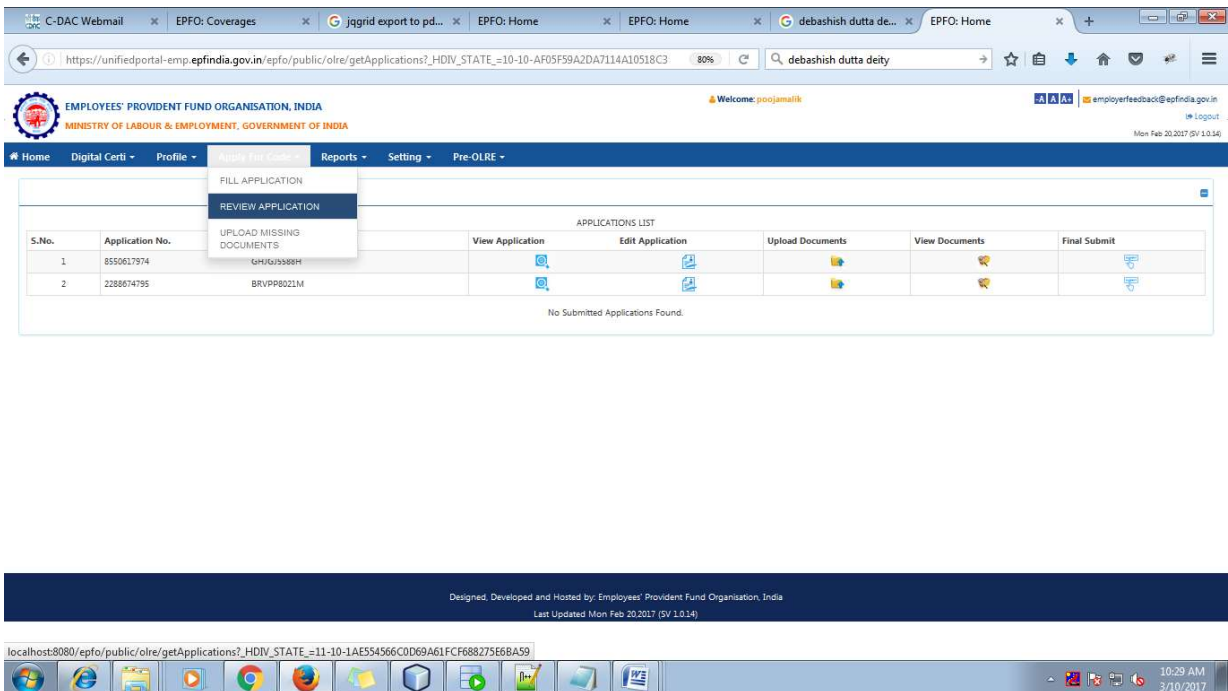 C-DAC Webmail
EPFO: Coverages
jqgrid export to pd...
EPFO: Home
EPFO: Home
debashish dutta de...
EPFO: Home
https://unifiedportal-emp.epfindia.gov.in/epfo/public/olre/getApplications?_HDIV_STATE_=10-10-AF05F59A2DA7114A10518C3
80%
debashish dutta deity
EMPLOYEES' PROVIDENT FUND ORGANISATION, INDIA
MINISTRY OF LABOUR & EMPLOYMENT, GOVERNMENT OF INDIA
Welcome: poojamalik
-A A A+
employerfeedback@epfindia.gov.in
Logout
Mon Feb 20,2017 (SV 1.0.14)
Home Digital Certi Profile Apply For Code Reports Setting Pre-OLRE
FILL APPLICATION
REVIEW APPLICATION
UPLOAD MISSING
DOCUMENTS
APPLICATIONS LIST
S.No. Application No. View Application Edit Application Upload Documents View Documents Final Submit
1 8550617974 GHJGJ5588H
2 2288674795 BRVPP8021M
No Submitted Applications Found.
Designed, Developed and Hosted by: Employees' Provident Fund Organisation, India
Last Updated Mon Feb 20,2017 (SV 1.0.14)
localhost:8080/epfo/public/olre/getApplications?_HDIV_STATE_=11-10-1AE554566C0D69A61FCF688275E6BA59
10:29 AM
3/10/2017